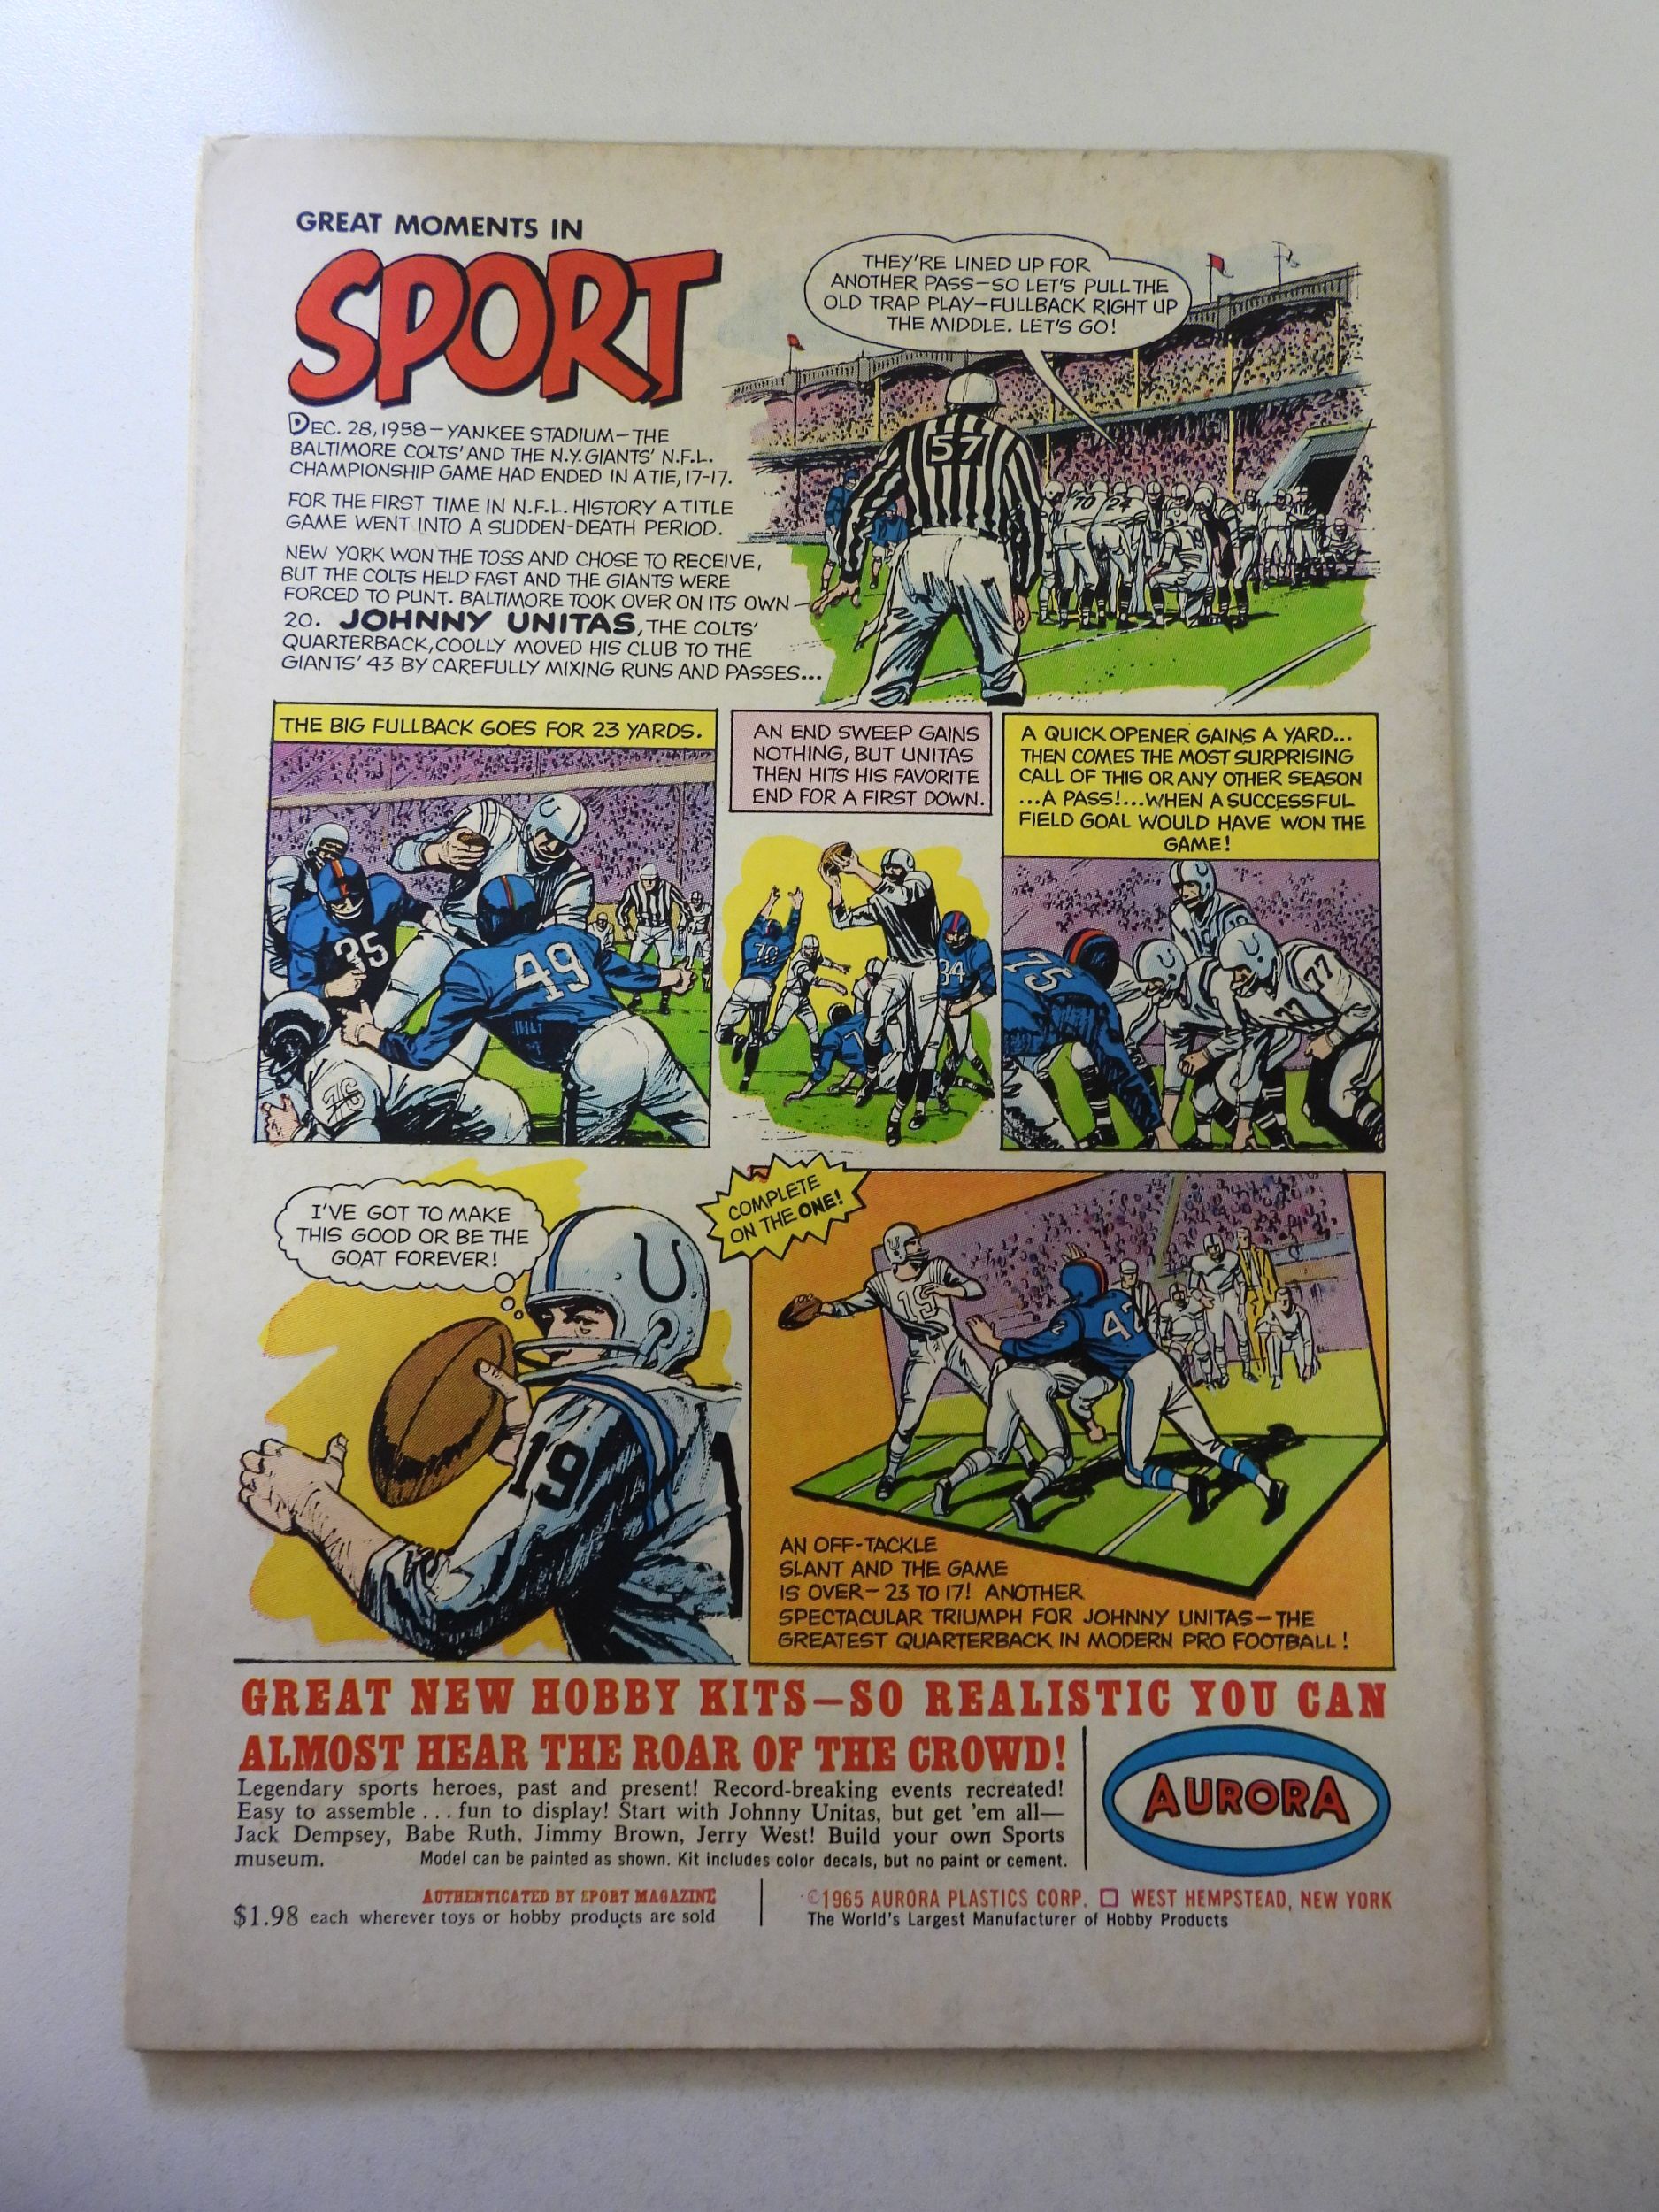 GREAT MOMENTS IN
SPORT
DEC. 28, 1958—YANKEE STADIUM—THE
BALTIMORE COLTS' AND THE N.Y. GIANTS' N.F.L.
CHAMPIONSHIP GAME HAD ENDED IN A TIE, 17-17.
FOR THE FIRST TIME IN N.F.L. HISTORY A TITLE
GAME WENT INTO A SUDDEN-DEATH PERIOD.
NEW YORK WON THE TOSS AND CHOSE TO RECEIVE,
BUT THE COLTS HELD FAST AND THE GIANTS WERE
FORCED TO PUNT. BALTIMORE TOOK OVER ON ITS OWN
20. JOHNNY UNITAS, THE COLTS'
QUARTERBACK, COOLLY MOVED HIS CLUB TO THE
GIANTS' 43 BY CAREFULLY MIXING RUNS AND PASSES...
THEY'RE LINED UP FOR
ANOTHER PASS—SO LET'S PULL THE
OLD TRAP PLAY—FULLBACK RIGHT UP
THE MIDDLE. LET'S GO!
57
70
24
THE BIG FULLBACK GOES FOR 23 YARDS.
35
49
76
AN END SWEEP GAINS
NOTHING, BUT UNITAS
THEN HITS HIS FAVORITE
END FOR A FIRST DOWN.
84
A QUICK OPENER GAINS A YARD...
THEN COMES THE MOST SURPRISING
CALL OF THIS OR ANY OTHER SEASON
...A PASS!...WHEN A SUCCESSFUL
FIELD GOAL WOULD HAVE WON THE
GAME!
75
77
77
I'VE GOT TO MAKE
THIS GOOD OR BE THE
GOAT FOREVER!
19
COMPLETE
ON THE ONE!
19
42
AN OFF-TACKLE
SLANT AND THE GAME
IS OVER—23 TO 17! ANOTHER
SPECTACULAR TRIUMPH FOR JOHNNY UNITAS—THE
GREATEST QUARTERBACK IN MODERN PRO FOOTBALL!
GREAT NEW HOBBY KITS—SO REALISTIC YOU CAN
ALMOST HEAR THE ROAR OF THE CROWD!
Legendary sports heroes, past and present! Record-breaking events recreated!
Easy to assemble . . . fun to display! Start with Johnny Unitas, but get 'em all—
Jack Dempsey, Babe Ruth, Jimmy Brown, Jerry West! Build your own Sports
museum. Model can be painted as shown. Kit includes color decals, but no paint or cement.
AURORA
AUTHENTICATED BY SPORT MAGAZINE
$1.98 each wherever toys or hobby products are sold
©1965 AURORA PLASTICS CORP. □ WEST HEMPSTEAD, NEW YORK
The World's Largest Manufacturer of Hobby Products